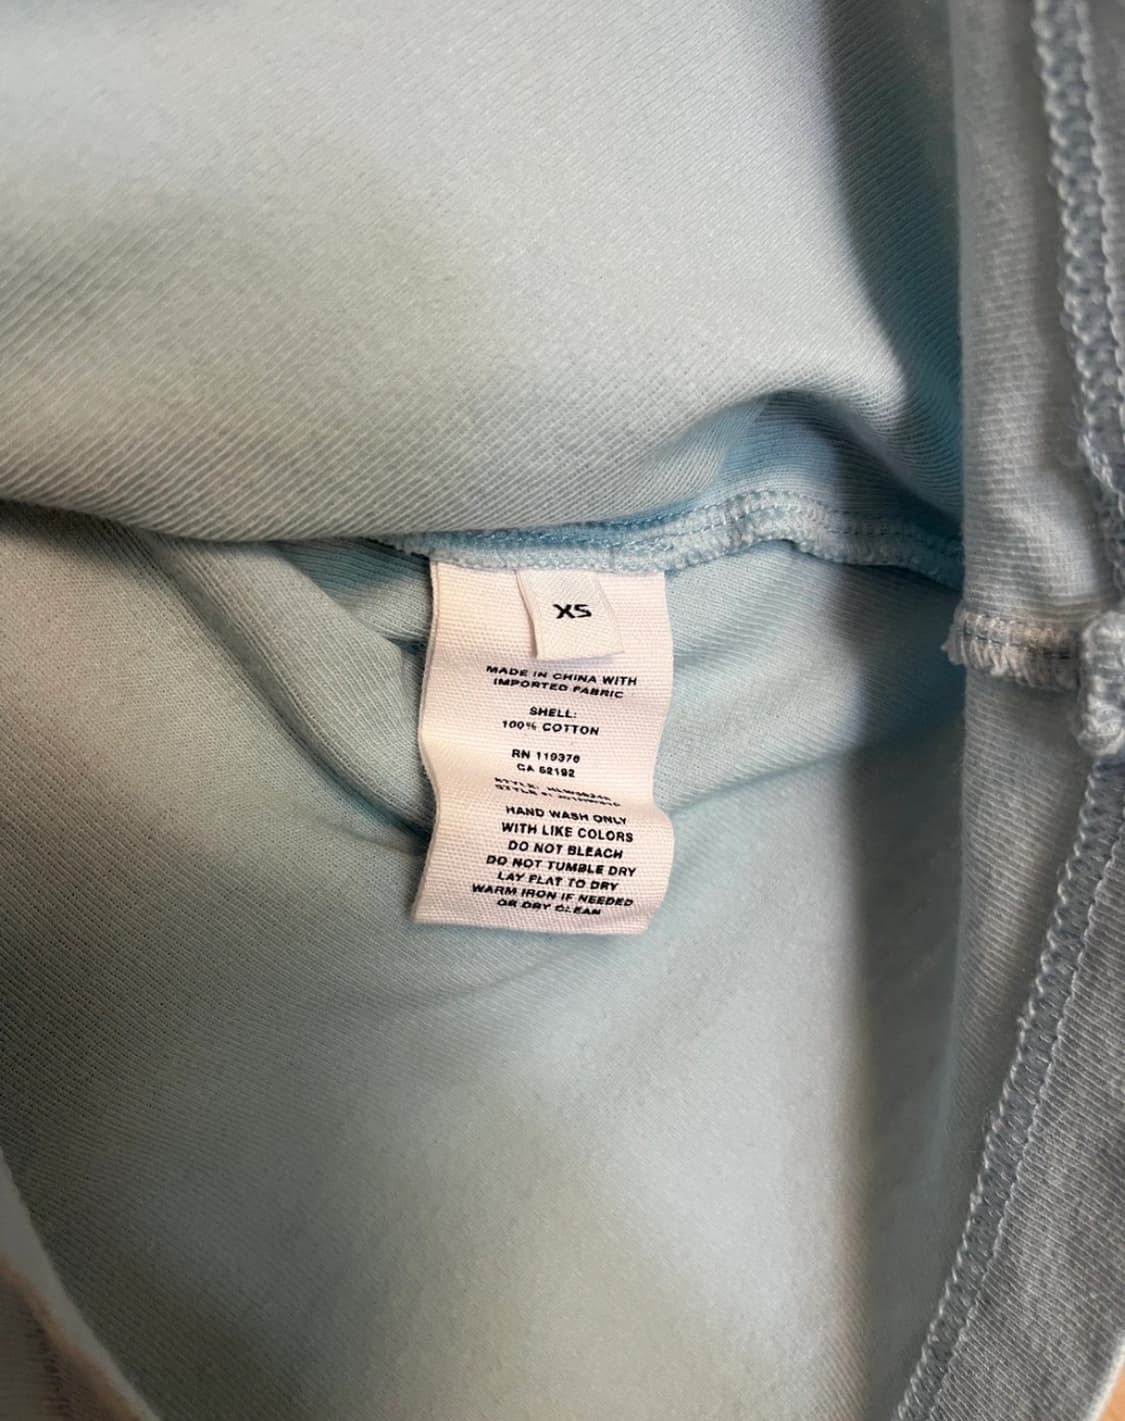 XS
MADE IN CHINA WITH
IMPORTED FABRIC
SHELL:
100% COTTON
RN 119376
CA 52192
HAND WASH ONLY
WITH LIKE COLORS
DO NOT BLEACH
DO NOT TUMBLE DRY
LAY FLAT TO DRY
WARM IRON IF NEEDED
OR DRY CLEAN